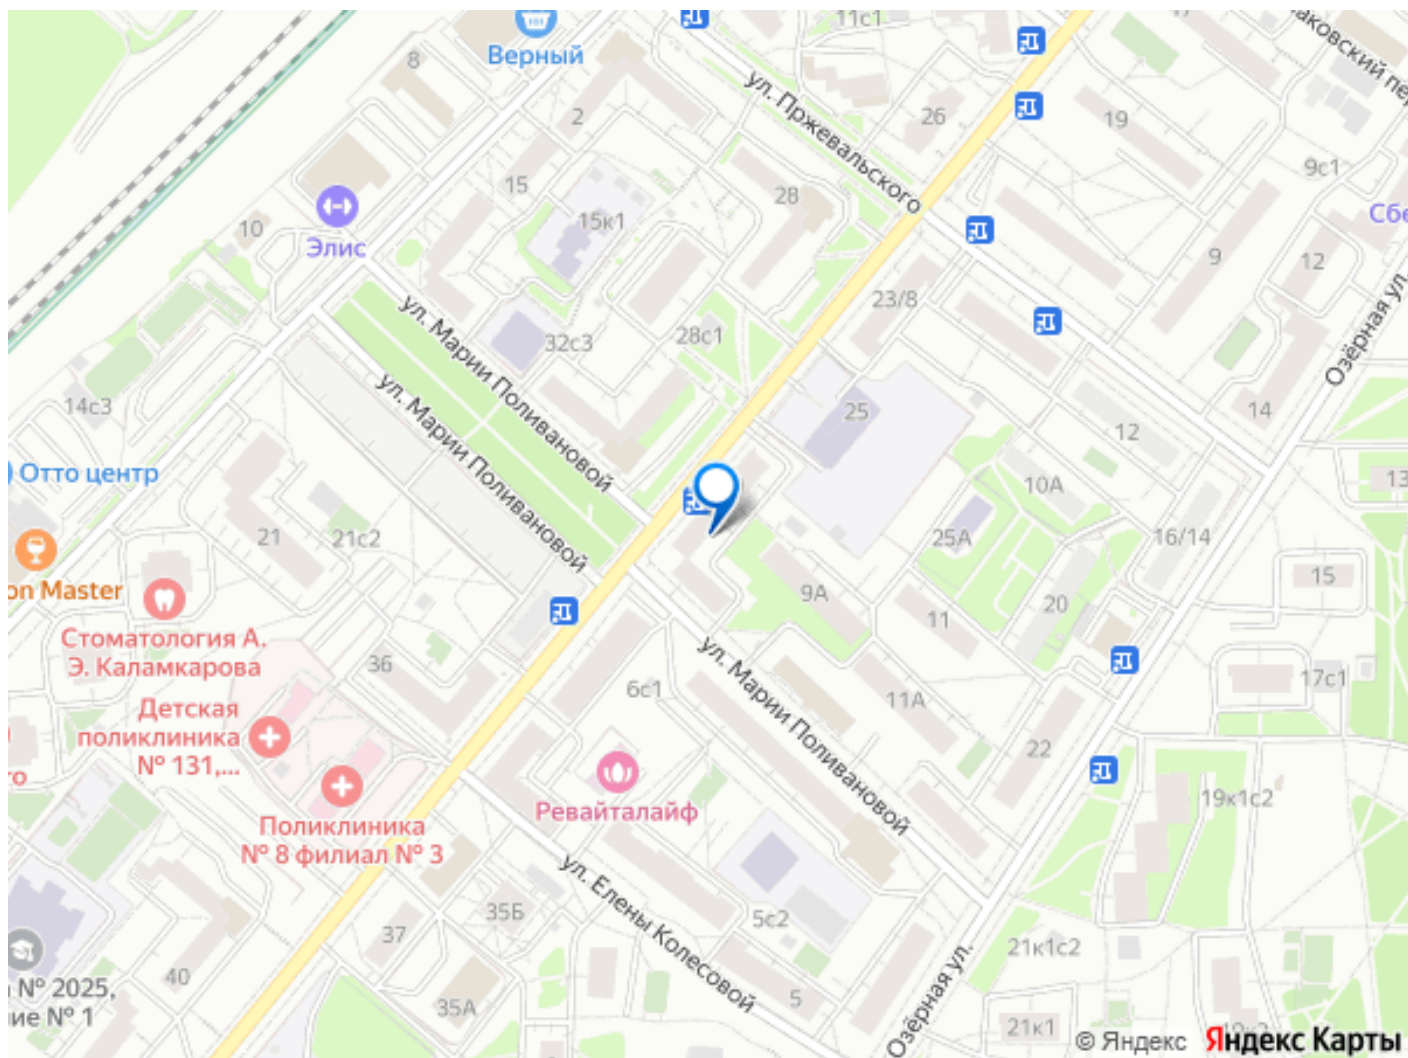 11с1
Верный
8
аковский пер
ул. Пржевальского
2
26
19
9с1
15
28
15к1
Сбе
10
Элис
9
12
23/8
ул. Марии Поливановой
28с1
32с3
Озёрная ул.
ул. Марии Поливановой
14с3
25
14
12
Отто центр
13
10А
21
21с2
25А
16/14
on Master
15
9А
20
11
Стоматология А.
Э. Каламкарова
36
ул. Марии Поливановой
6с1
17с1
11А
Детская
поликлиника
№ 131,...
22
го
Ревайталайф
19к1с2
Поликлиника
№ 8 филиал № 3
ул. Елены Колесовой
35Б
5с2
37
Озёрная ул.
21к1с2
40
№ 2025,
ие № 1
35А
5
21к1
© Яндекс
Яндекс Карты